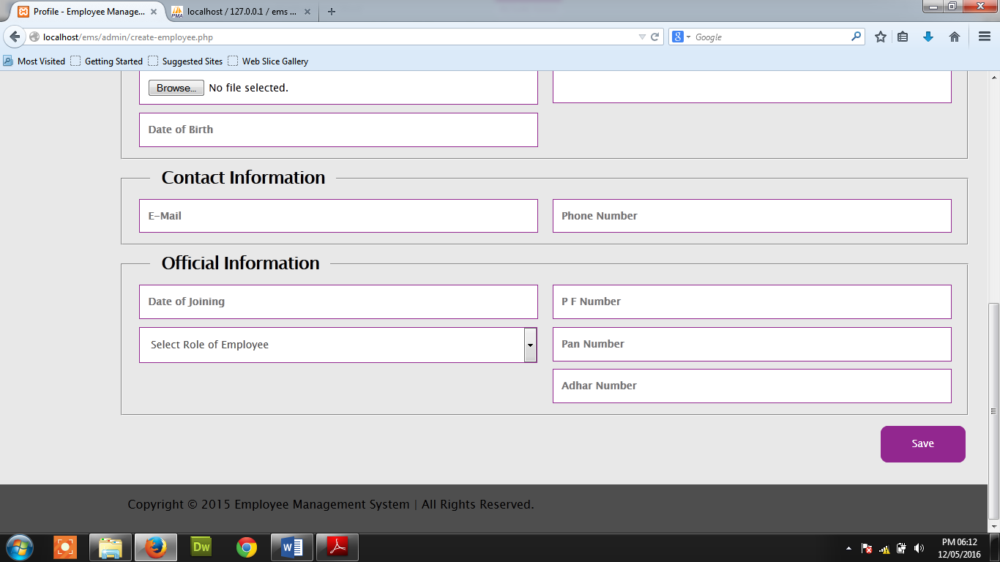 Profile - Employee Manage...
localhost / 127.0.0.1 / ems ...
localhost/ems/admin/create-employee.php
Google
Most Visited
Getting Started
Suggested Sites
Web Slice Gallery
Browse...
No file selected.
Date of Birth
Contact Information
E-Mail
Phone Number
Official Information
Date of Joining
P F Number
Select Role of Employee
Pan Number
Adhar Number
Save
Copyright © 2015 Employee Management System | All Rights Reserved.
PM 06:12
12/05/2016